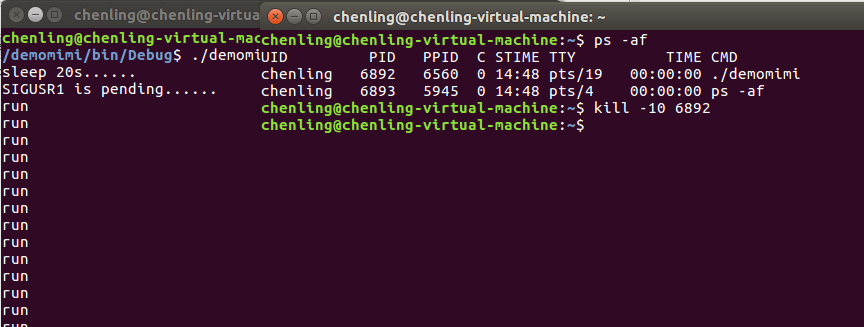 chenling@chenling-virtual-mac
chenling@chenling-virtual-mac
/demomimi/bin/Debug$ ./demomi
sleep 20s......
SIGUSR1 is pending......
run
run
run
run
run
run
run
run
run
run
run
run
run
run
chenling@chenling-virtual-machine: ~
chenling@chenling-virtual-machine:~$ ps -af
UID        PID  PPID  C STIME TTY          TIME CMD
chenling  6892  6560  0 14:48 pts/19   00:00:00 ./demomimi
chenling  6893  5945  0 14:48 pts/4    00:00:00 ps -af
chenling@chenling-virtual-machine:~$ kill -10 6892
chenling@chenling-virtual-machine:~$